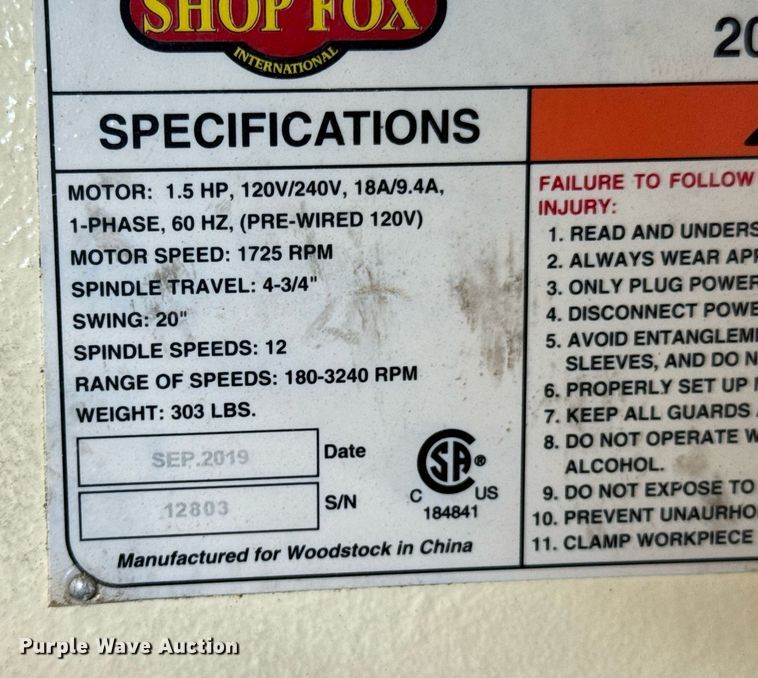 SHOP FOX
INTERNATIONAL
20
SPECIFICATIONS
MOTOR: 1.5 HP, 120V/240V, 18A/9.4A,
1-PHASE, 60 HZ, (PRE-WIRED 120V)
MOTOR SPEED: 1725 RPM
SPINDLE TRAVEL: 4-3/4"
SWING: 20"
SPINDLE SPEEDS: 12
RANGE OF SPEEDS: 180-3240 RPM
WEIGHT: 303 LBS.
SEP.2019 Date
12803 S/N
SA®
C US
184841
Manufactured for Woodstock in China
FAILURE TO FOLLOW
INJURY:
1. READ AND UNDERS
2. ALWAYS WEAR APP
3. ONLY PLUG POWER
4. DISCONNECT POWE
5. AVOID ENTANGLEM
SLEEVES, AND DO N
6. PROPERLY SET UP
7. KEEP ALL GUARDS
8. DO NOT OPERATE W
ALCOHOL.
9. DO NOT EXPOSE TO
10. PREVENT UNAURHO
11. CLAMP WORKPIECE
Purple Wave Auction